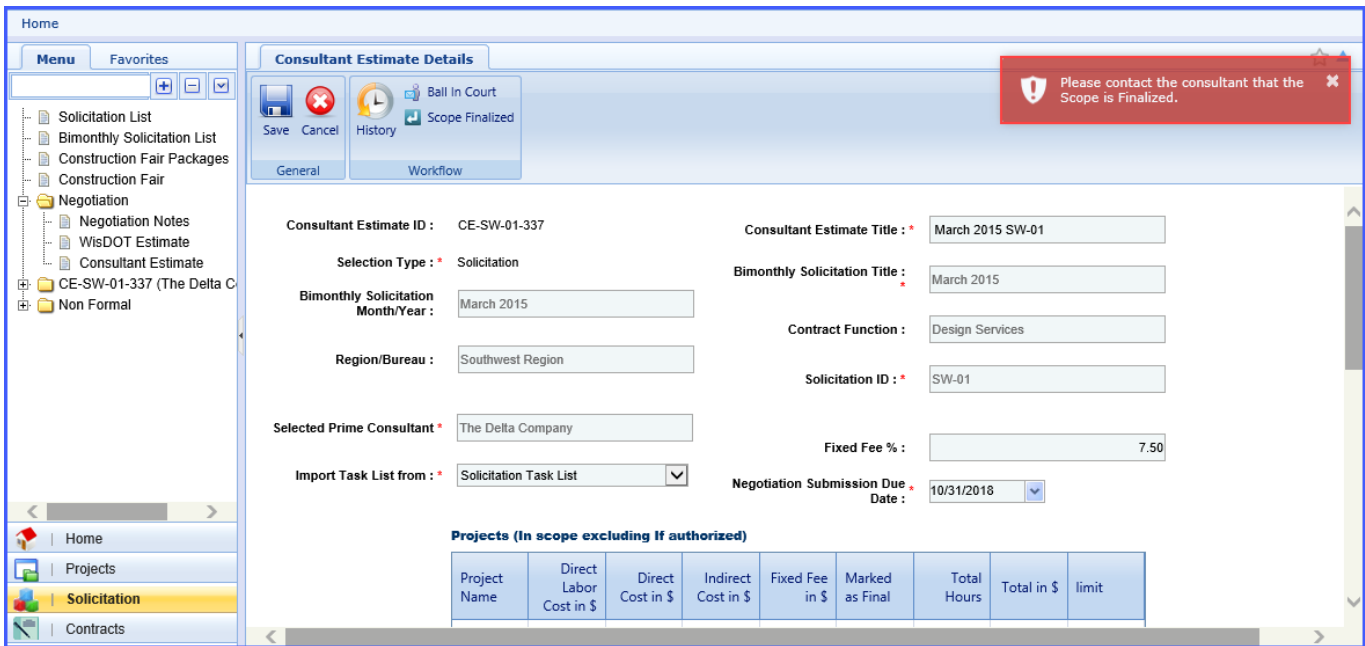 Home
Menu
Favorites
Solicitation List
Bimonthly Solicitation List
Construction Fair Packages
Construction Fair
Negotiation
Negotiation Notes
WisDOT Estimate
Consultant Estimate
CE-SW-01-337 (The Delta C
Non Formal
| Home
| Projects
| Solicitation
| Contracts
Consultant Estimate Details
Save
Cancel
General
History
Ball In Court
Scope Finalized
Workflow
Please contact the consultant that the
Scope is Finalized.
Consultant Estimate ID : CE-SW-01-337
Consultant Estimate Title : * March 2015 SW-01
Selection Type : * Solicitation
Bimonthly Solicitation Title :
* March 2015
Bimonthly Solicitation
Month/Year : March 2015
Contract Function : Design Services
Region/Bureau : Southwest Region
Solicitation ID : * SW-01
Selected Prime Consultant * The Delta Company
Fixed Fee % : 7.50
Import Task List from : * Solicitation Task List
Negotiation Submission Due *
Date : 10/31/2018
Projects (In scope excluding If authorized)
Project
Name
Direct
Labor
Cost in $
Direct
Cost in $
Indirect
Cost in $
Fixed Fee
in $
Marked
as Final
Total
Hours
Total in $
limit